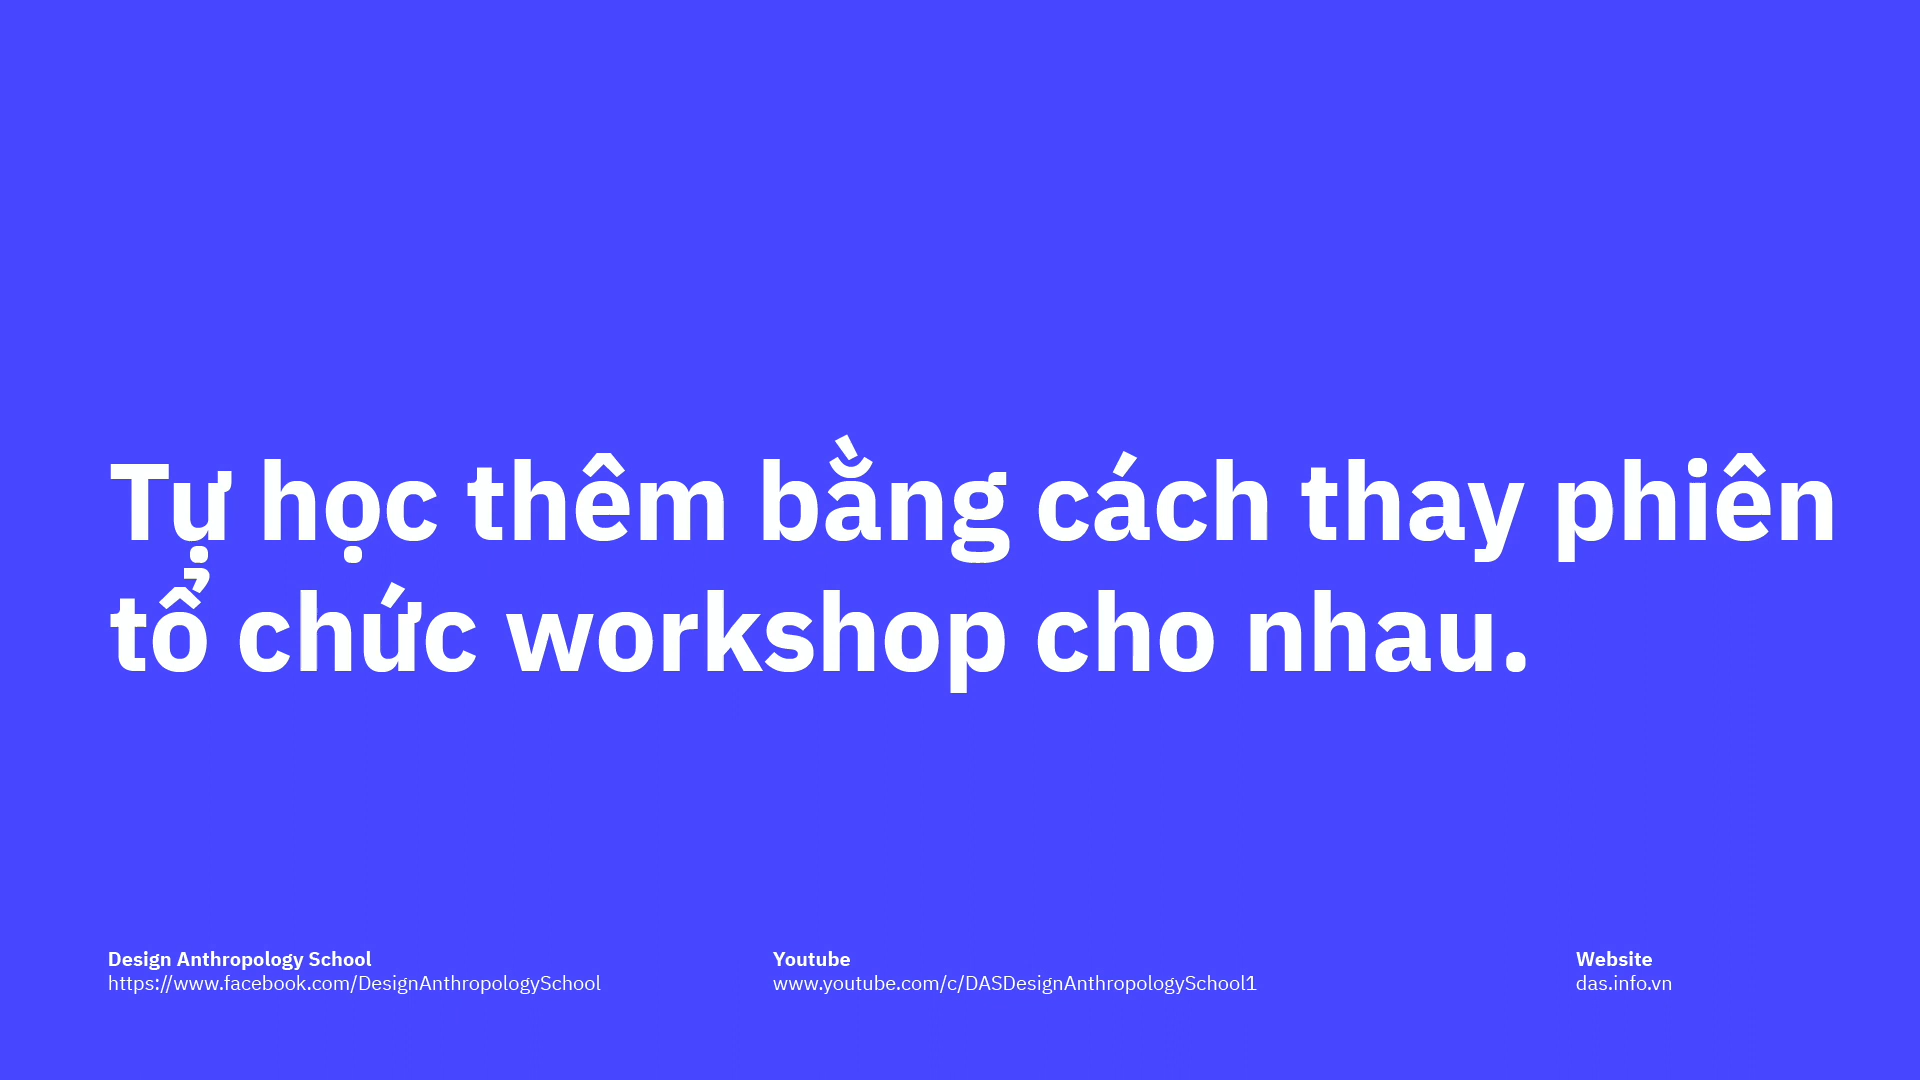 Tự học thêm bằng cách thay phiên
tổ chức workshop cho nhau.
Design Anthropology School
https://www.facebook.com/DesignAnthropologySchool
Youtube
www.youtube.com/c/DASDesignAnthropologySchool1
Website
das.info.vn